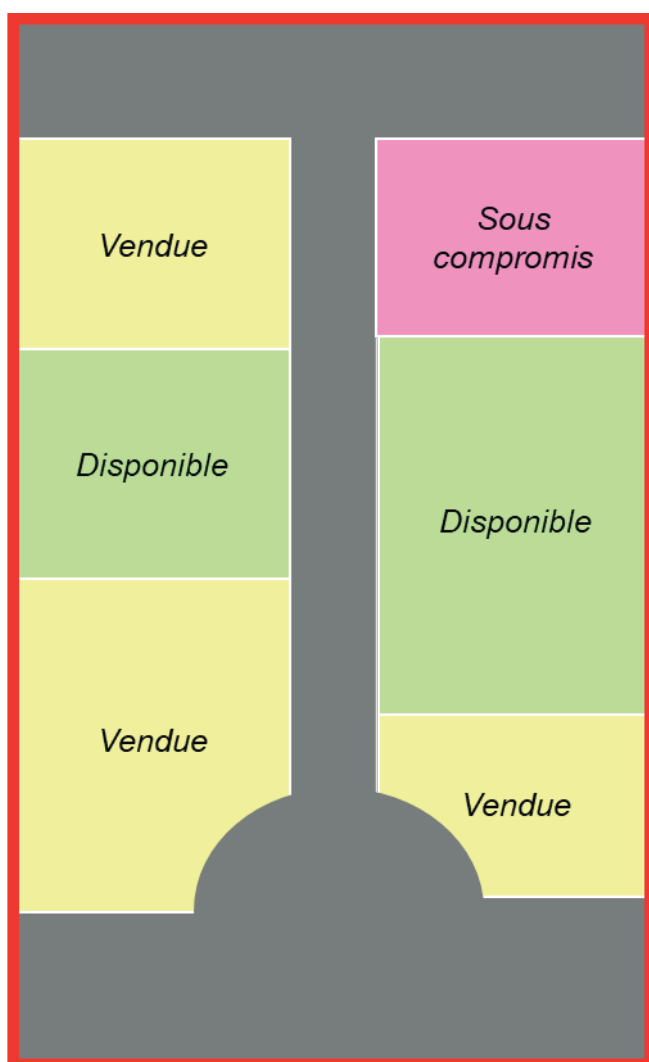 Vendue
Sous
compromis
Disponible
Disponible
Vendue
Vendue